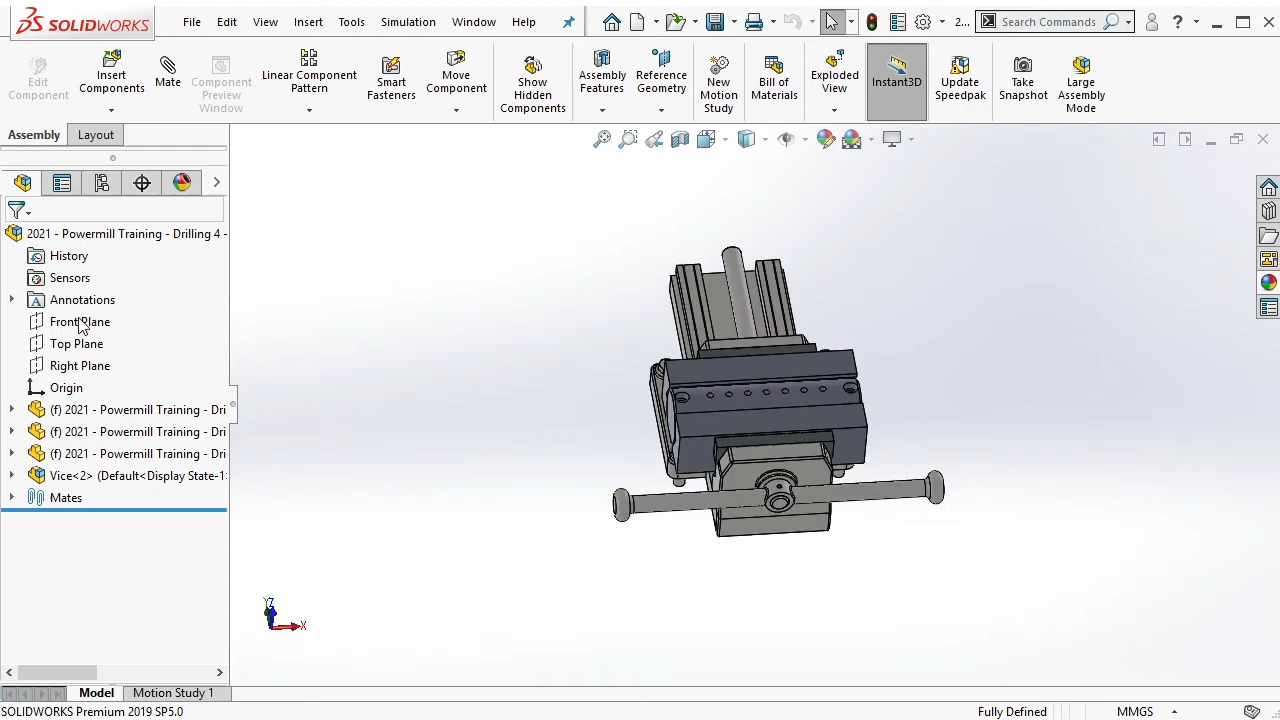 SOLIDWORKS File Edit View Insert Tools Simulation Window Help 2... Search Commands ?
Edit Component
Insert Components
Mate
Component Preview Window
Linear Component Pattern
Smart Fasteners
Move Component
Show Hidden Components
Assembly Features
Reference Geometry
New Motion Study
Bill of Materials
Exploded View
Instant3D
Update Speedpak
Take Snapshot
Large Assembly Mode
Assembly Layout
2021 - Powermill Training - Drilling 4 -
History
Sensors
Annotations
Front Plane
Top Plane
Right Plane
Origin
(f) 2021 - Powermill Training - Dri
(f) 2021 - Powermill Training - Dri
(f) 2021 - Powermill Training - Dri
Vice<2> (Default<Display State-1
Mates
Z
X
Model Motion Study 1
SOLIDWORKS Premium 2019 SP5.0 Fully Defined MMGS